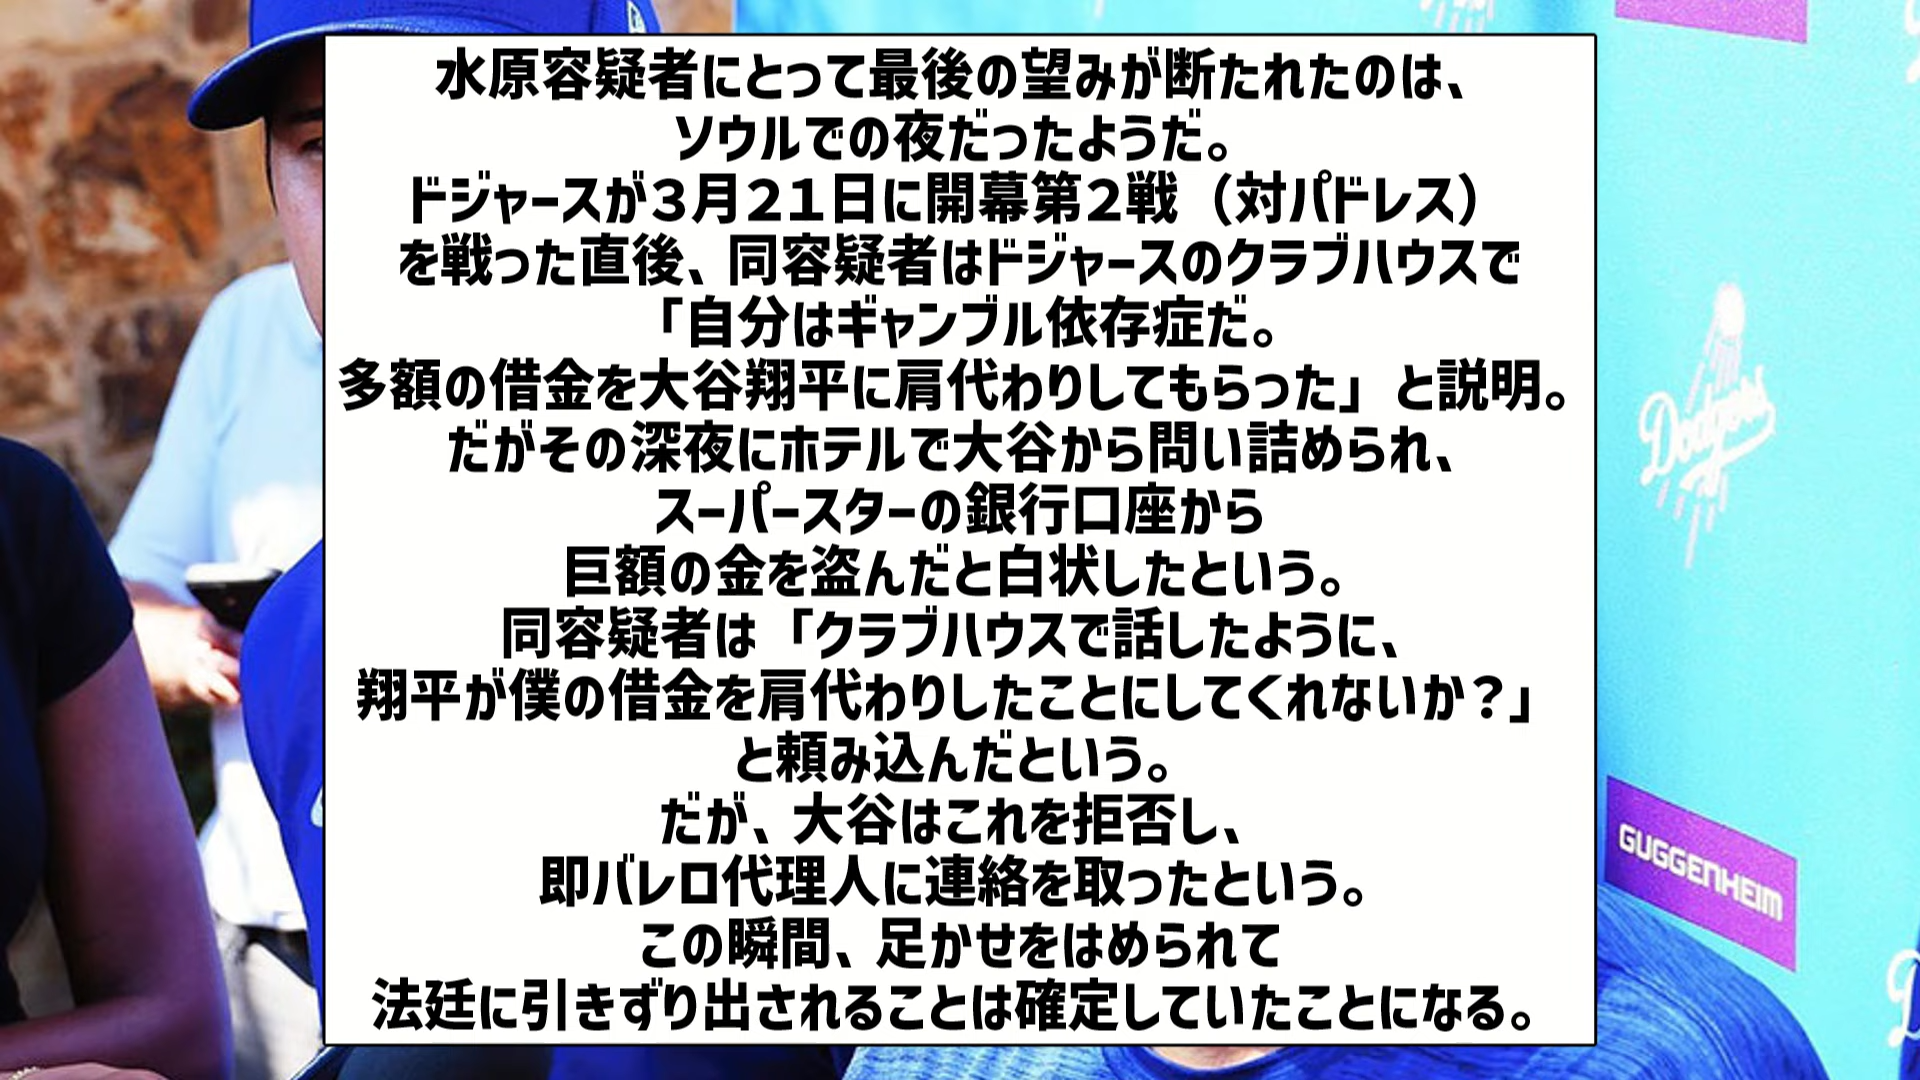 水原容疑者にとって最後の望みが断たれたのは、
ソウルでの夜だったようだ。
ドジャースが３月２１日に開幕第２戦（対パドレス）
を戦った直後、同容疑者はドジャースのクラブハウスで
「自分はギャンブル依存症だ。
多額の借金を大谷翔平に肩代わりしてもらった」と説明。
だがその深夜にホテルで大谷から問い詰められ、
スーパースターの銀行口座から
巨額の金を盗んだと白状したという。
同容疑者は「クラブハウスで話したように、
翔平が僕の借金を肩代わりしたことにしてくれないか？」
と頼み込んだという。
だが、大谷はこれを拒否し、
即バレロ代理人に連絡を取ったという。
この瞬間、足かせをはめられて
法廷に引きずり出されることは確定していたことになる。
Dodgers
GUGGENHEIM